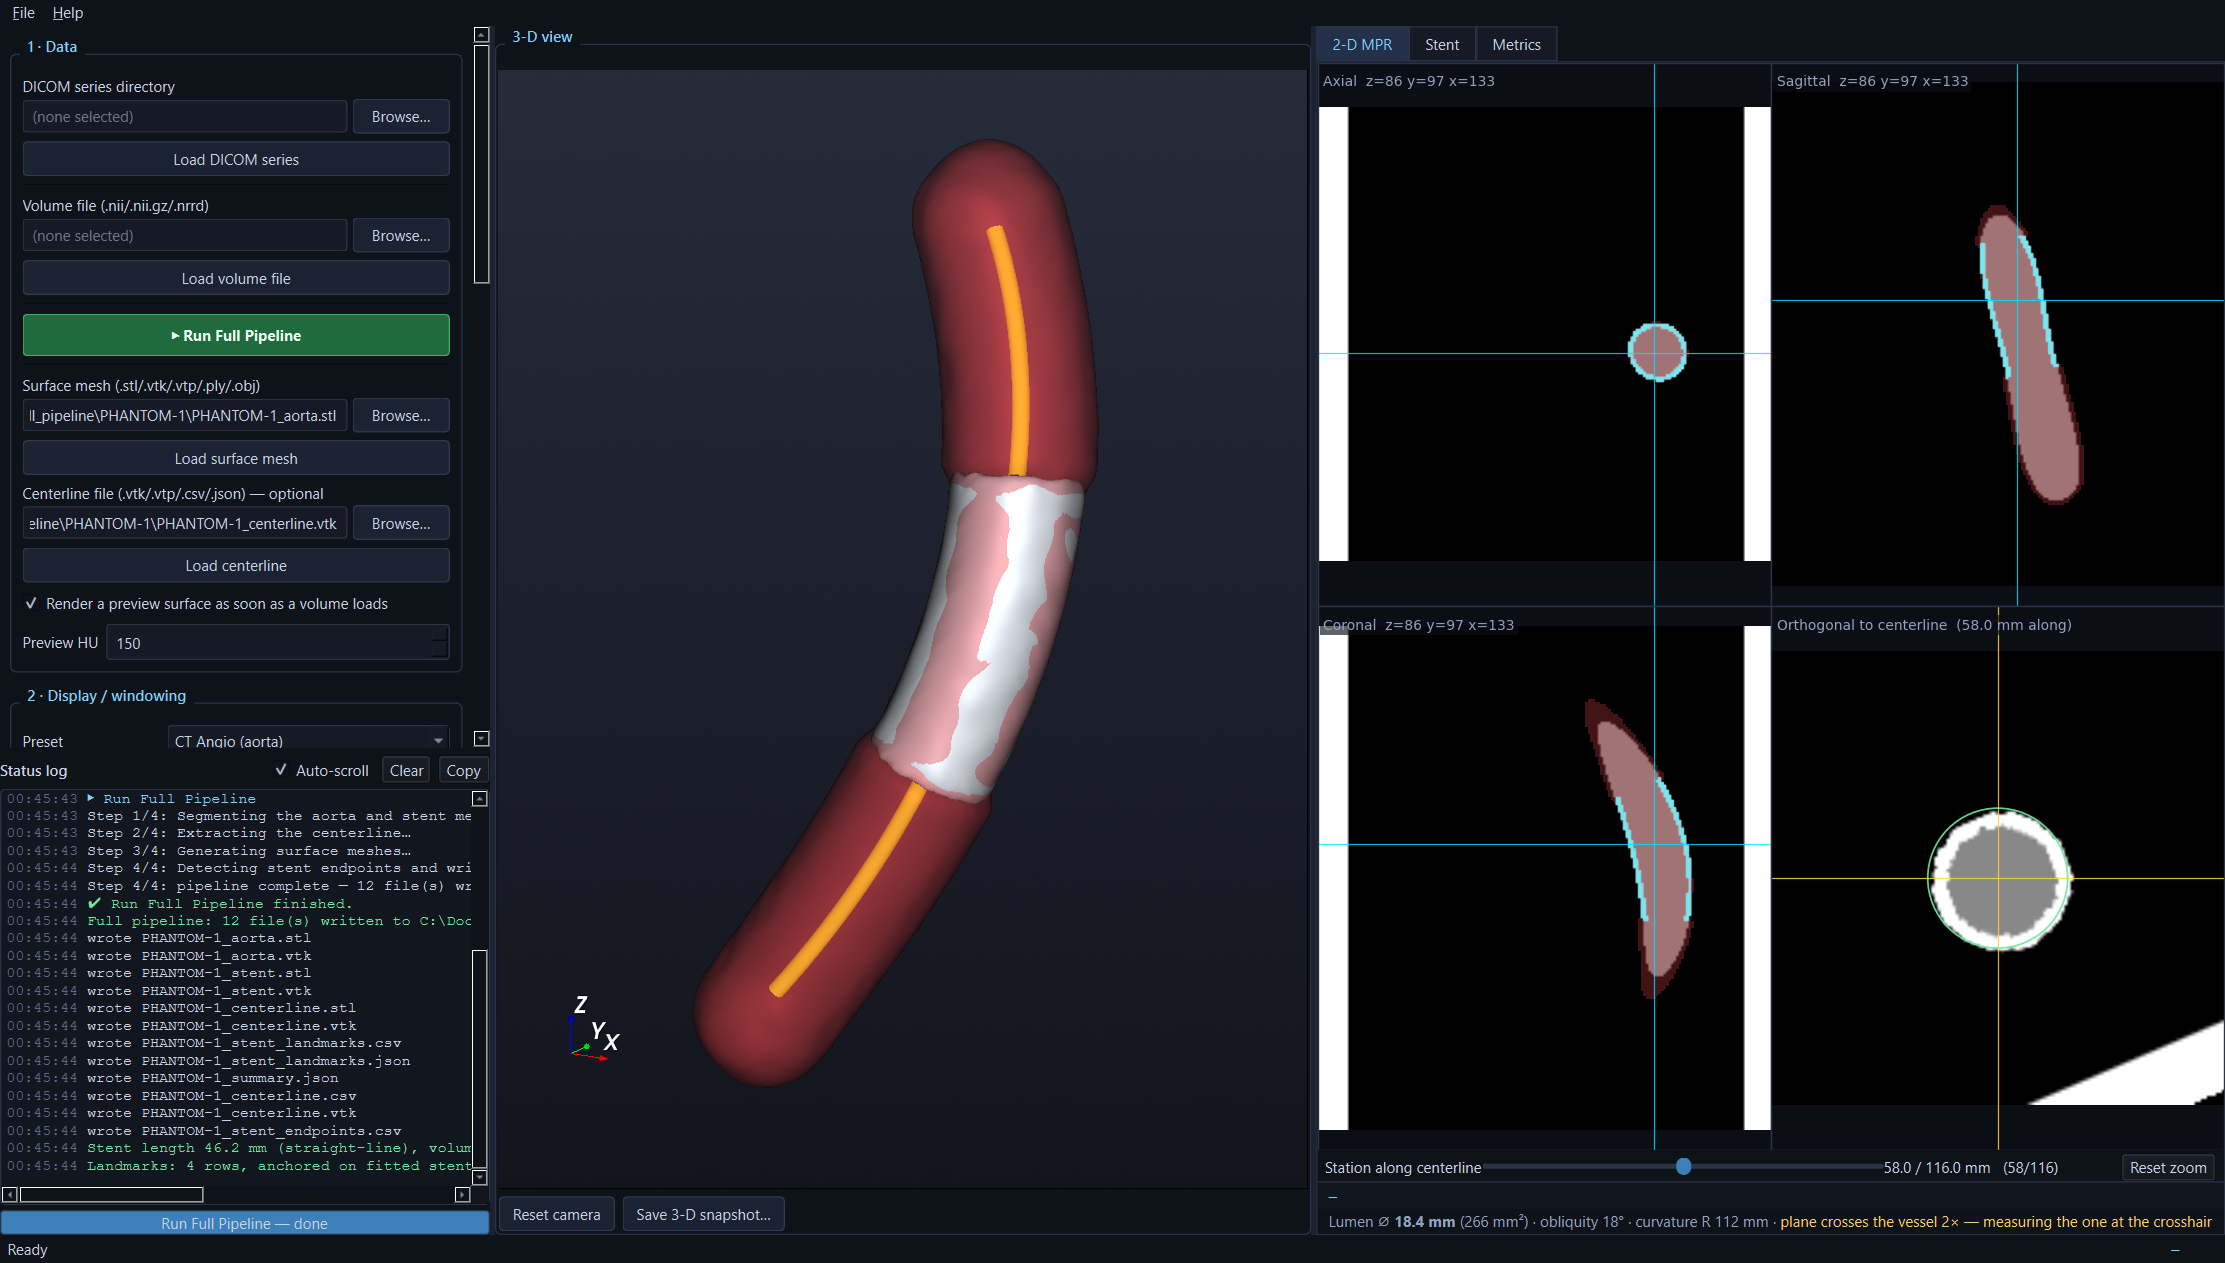 File Help
1 · Data
DICOM series directory
(none selected) Browse...
Load DICOM series
Volume file (.nii/.nii.gz/.nrrd)
(none selected) Browse...
Load volume file
▸ Run Full Pipeline
Surface mesh (.stl/.vtk/.vtp/.ply/.obj)
ll_pipeline\PHANTOM-1\PHANTOM-1_aorta.stl Browse...
Load surface mesh
Centerline file (.vtk/.vtp/.csv/.json) — optional
eline\PHANTOM-1\PHANTOM-1_centerline.vtk Browse...
Load centerline
✓ Render a preview surface as soon as a volume loads
Preview HU 150
2 · Display / windowing
Preset CT Angio (aorta)
Status log ✓ Auto-scroll Clear Copy
00:45:43 ▸ Run Full Pipeline
00:45:43 Step 1/4: Segmenting the aorta and stent me
00:45:43 Step 2/4: Extracting the centerline…
00:45:43 Step 3/4: Generating surface meshes…
00:45:44 Step 4/4: Detecting stent endpoints and wri
00:45:44 Step 4/4: pipeline complete — 12 file(s) wr
00:45:44 ✔ Run Full Pipeline finished.
00:45:44 Full pipeline: 12 file(s) written to C:\Doc
00:45:44 wrote PHANTOM-1_aorta.stl
00:45:44 wrote PHANTOM-1_aorta.vtk
00:45:44 wrote PHANTOM-1_stent.stl
00:45:44 wrote PHANTOM-1_stent.vtk
00:45:44 wrote PHANTOM-1_centerline.stl
00:45:44 wrote PHANTOM-1_centerline.vtk
00:45:44 wrote PHANTOM-1_stent_landmarks.csv
00:45:44 wrote PHANTOM-1_stent_landmarks.json
00:45:44 wrote PHANTOM-1_summary.json
00:45:44 wrote PHANTOM-1_centerline.csv
00:45:44 wrote PHANTOM-1_centerline.vtk
00:45:44 wrote PHANTOM-1_stent_endpoints.csv
00:45:44 Stent length 46.2 mm (straight-line), volum
00:45:44 Landmarks: 4 rows, anchored on fitted stent
Run Full Pipeline — done
Ready
3-D view
Z
Y
X
Reset camera Save 3-D snapshot...
2-D MPR Stent Metrics
Axial z=86 y=97 x=133
Sagittal z=86 y=97 x=133
Coronal z=86 y=97 x=133
Orthogonal to centerline (58.0 mm along)
Station along centerline 58.0 / 116.0 mm (58/116) Reset zoom
–
Lumen Ø 18.4 mm (266 mm²) · obliquity 18° · curvature R 112 mm · plane crosses the vessel 2× — measuring the one at the crosshair
–